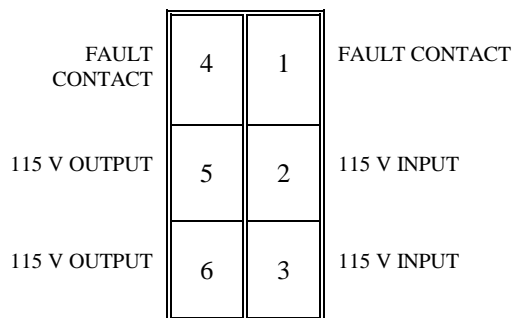 FAULT
CONTACT
4
1
FAULT CONTACT
115 V OUTPUT
5
2
115 V INPUT
115 V OUTPUT
6
3
115 V INPUT